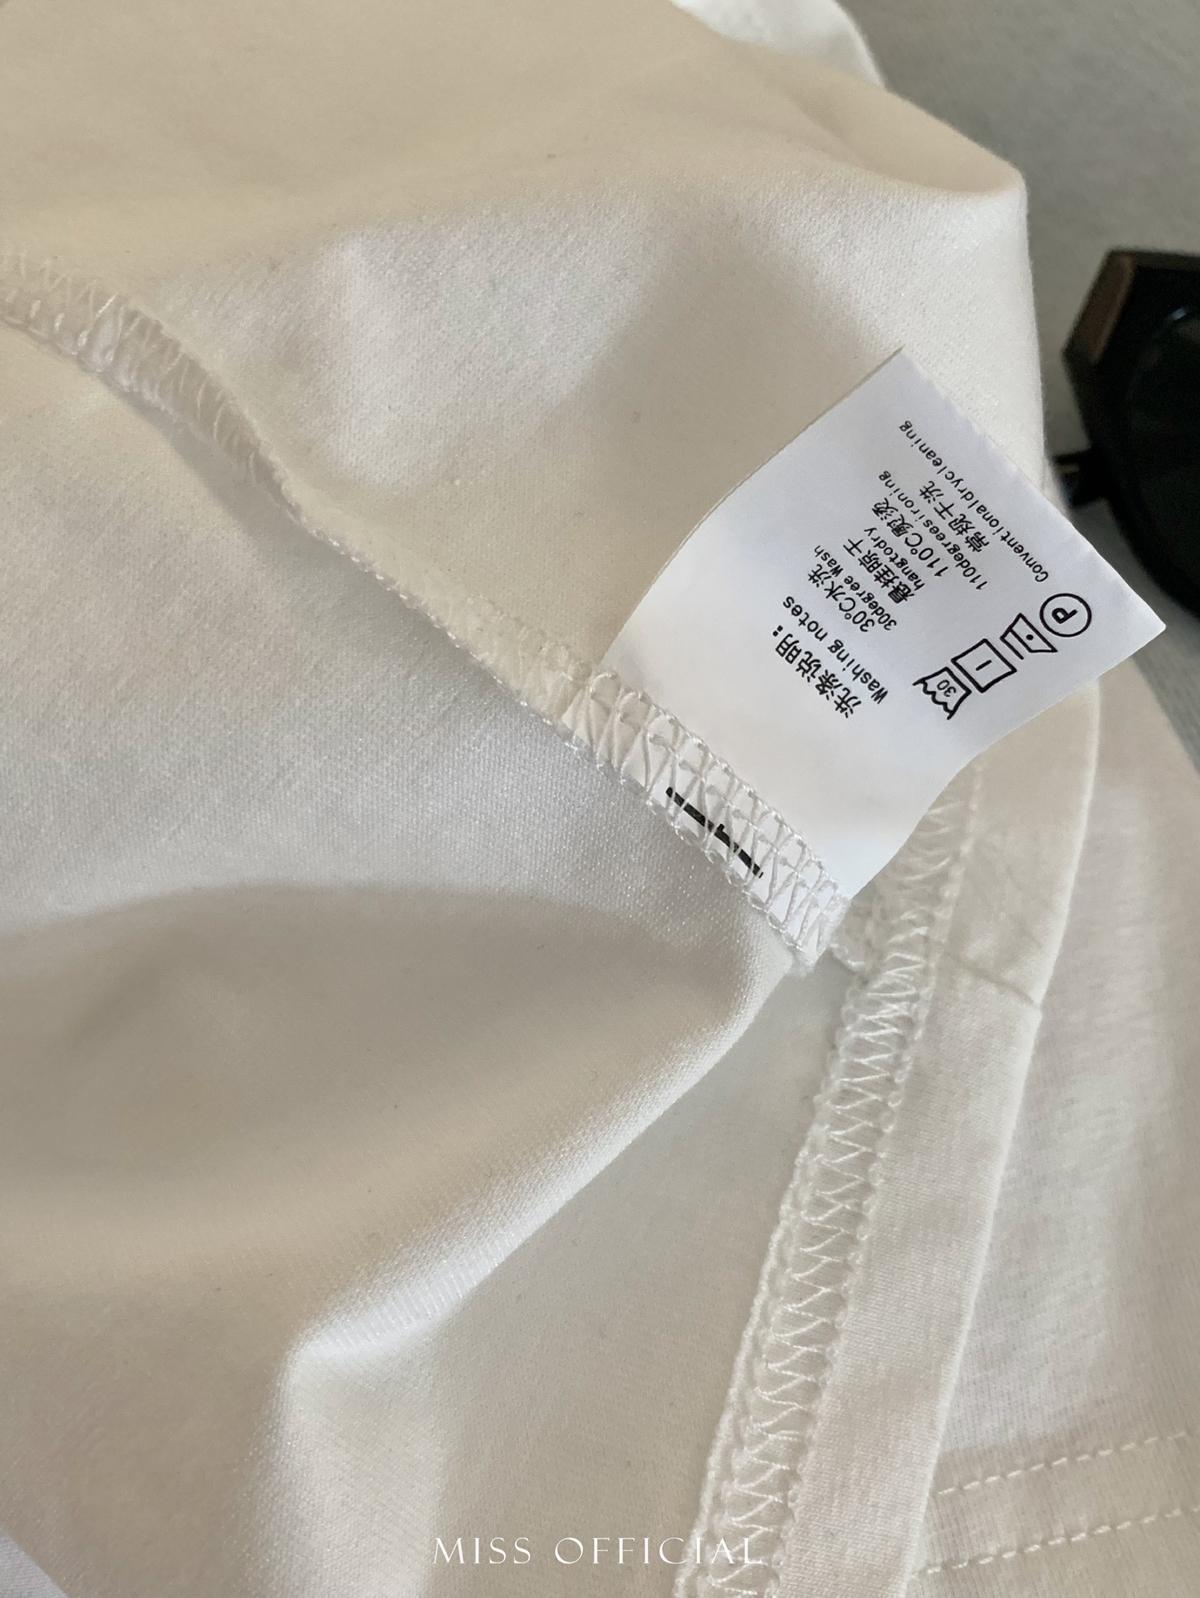 洗涤说明：
Washing notes
30℃水洗
30degree Wash
悬挂晾干
hangtodry
110℃熨烫
110degreesironing
常规干洗
Conventionaldrycleaning
30
P
MISS OFFICIAL